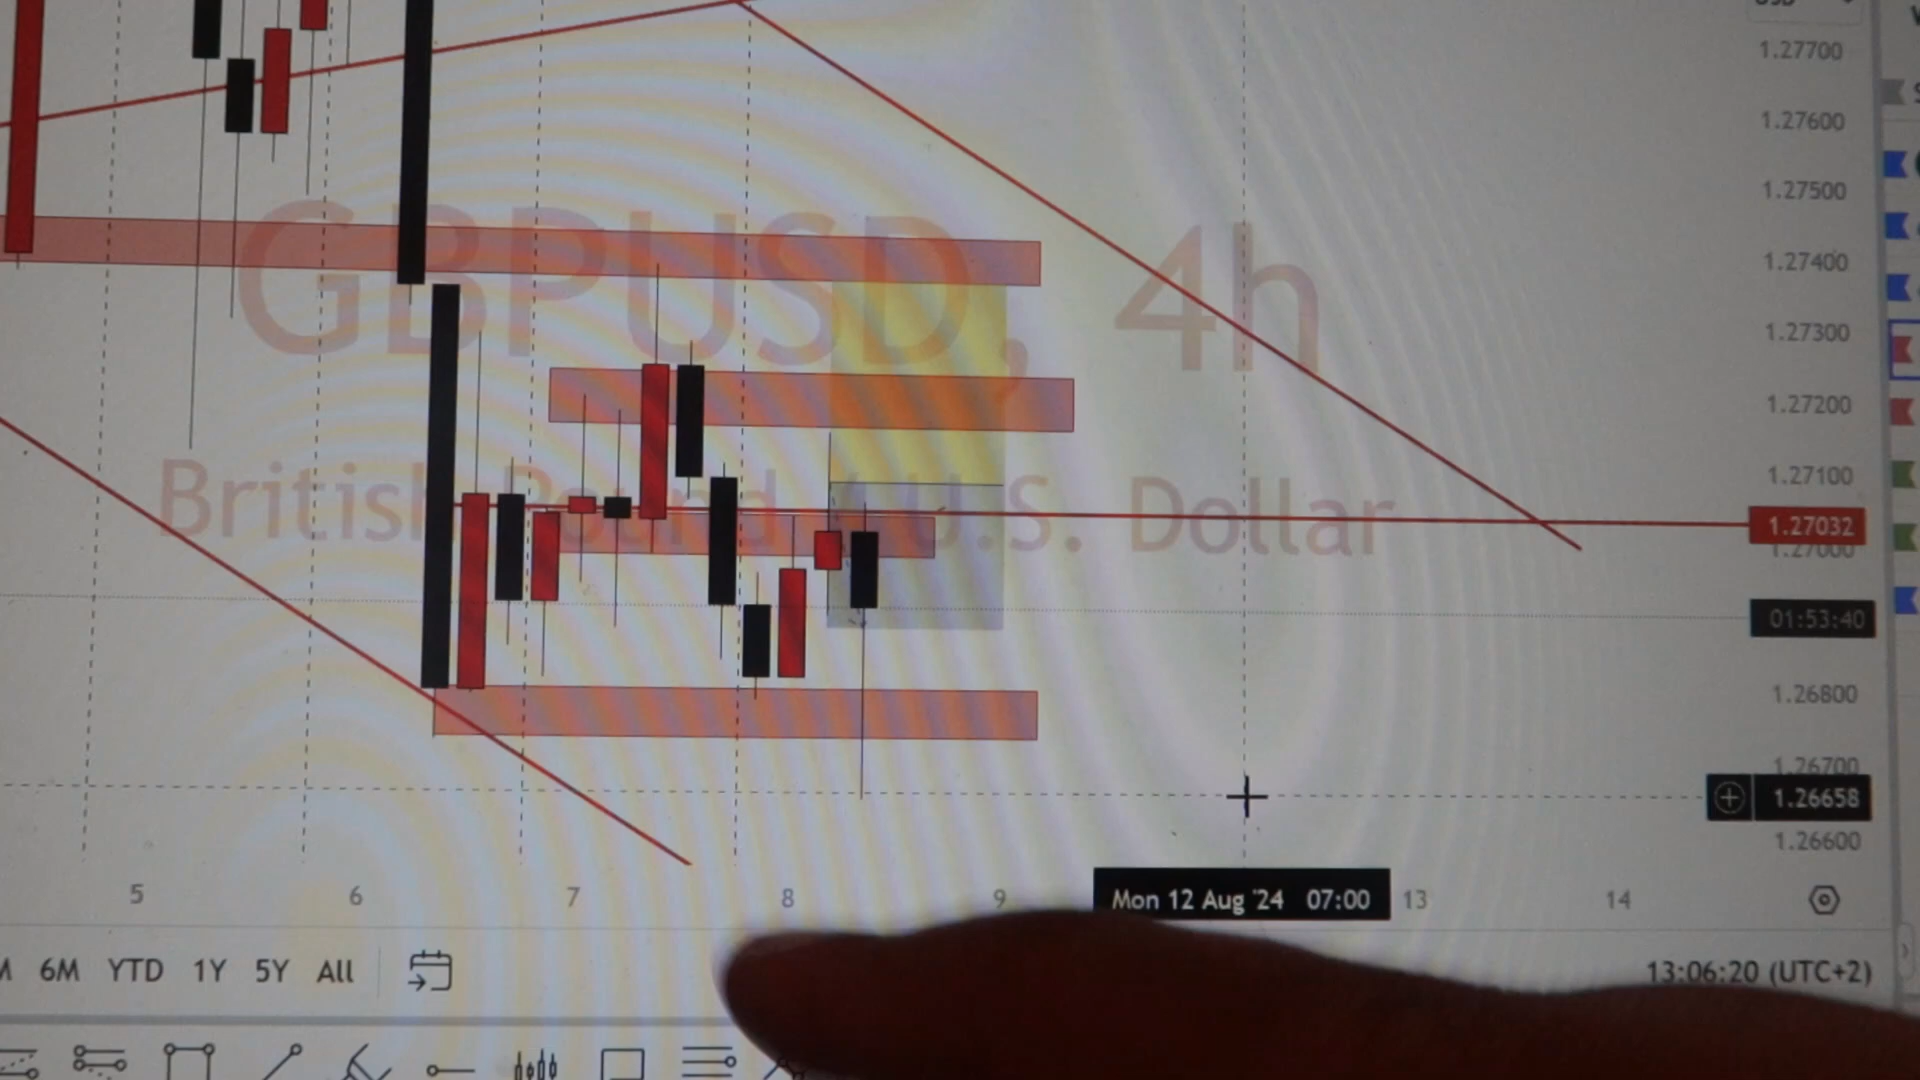 1.27700
1.27600
1.27500
1.27400
1.27300
1.27200
1.27100
1.27032
1.27000
01:53:40
1.26800
1.26700
1.26658
1.26600
GBPUSD, 4h
British Pound / U.S. Dollar
5 6 7 8 9 Mon 12 Aug '24 07:00 13 14
6M YTD 1Y 5Y All
13:06:20 (UTC+2)